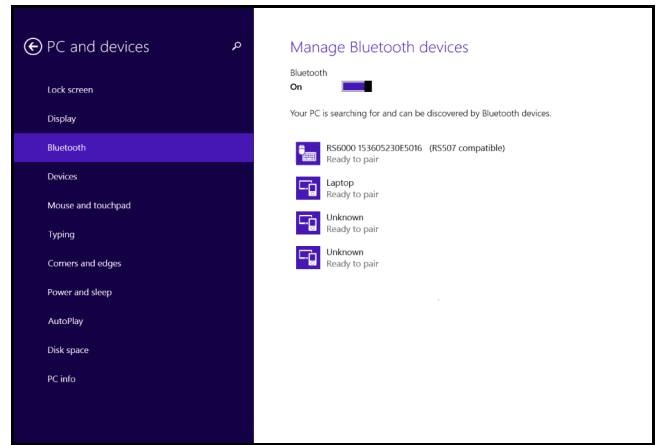 PC and devices
Lock screen
Display
Bluetooth
Devices
Mouse and touchpad
Typing
Corners and edges
Power and sleep
AutoPlay
Disk space
PC info
Manage Bluetooth devices
Bluetooth
On
Your PC is searching for and can be discovered by Bluetooth devices.
RS6000 153605230E5016 (RS507 compatible)
Ready to pair
Laptop
Ready to pair
Unknown
Ready to pair
Unknown
Ready to pair